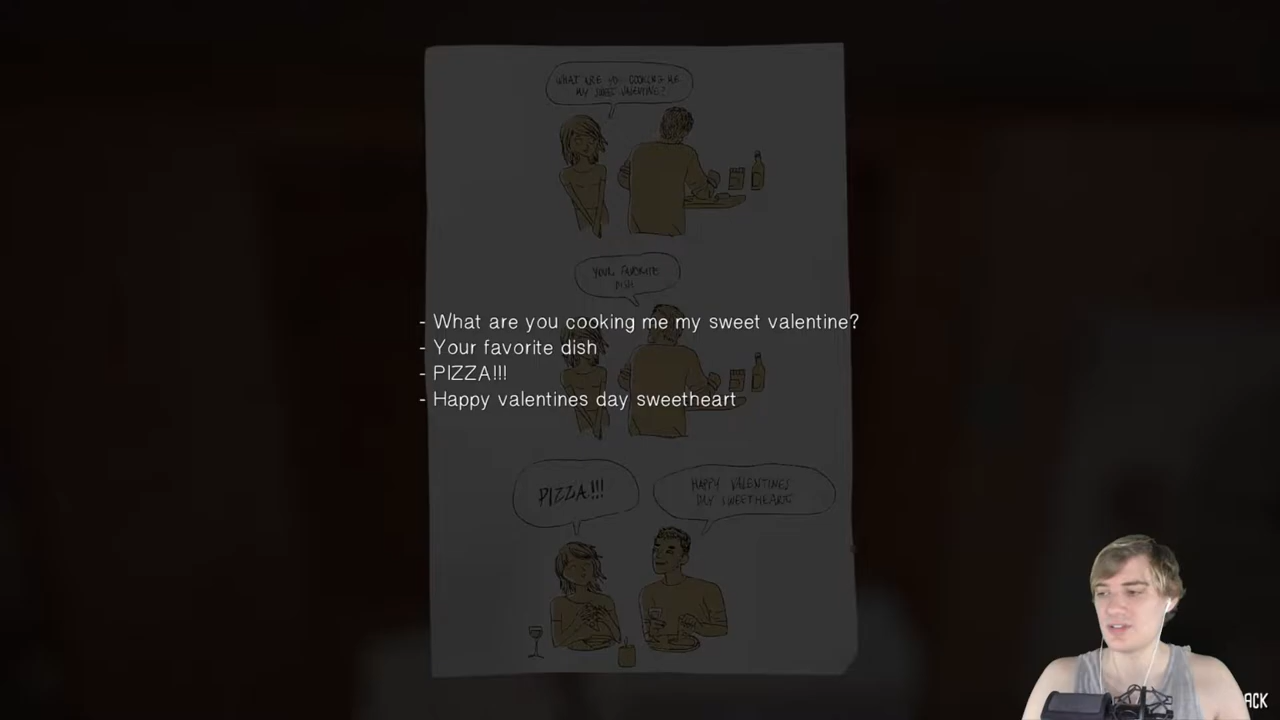 WHAT ARE YOU COOKING ME
MY SWEET VALENTINE?
YOUR FAVORITE
DISH
- What are you cooking me my sweet valentine?
- Your favorite dish
- PIZZA!!!
- Happy valentines day sweetheart
PIZZA!!!
HAPPY VALENTINES
DAY SWEETHEART
ACK